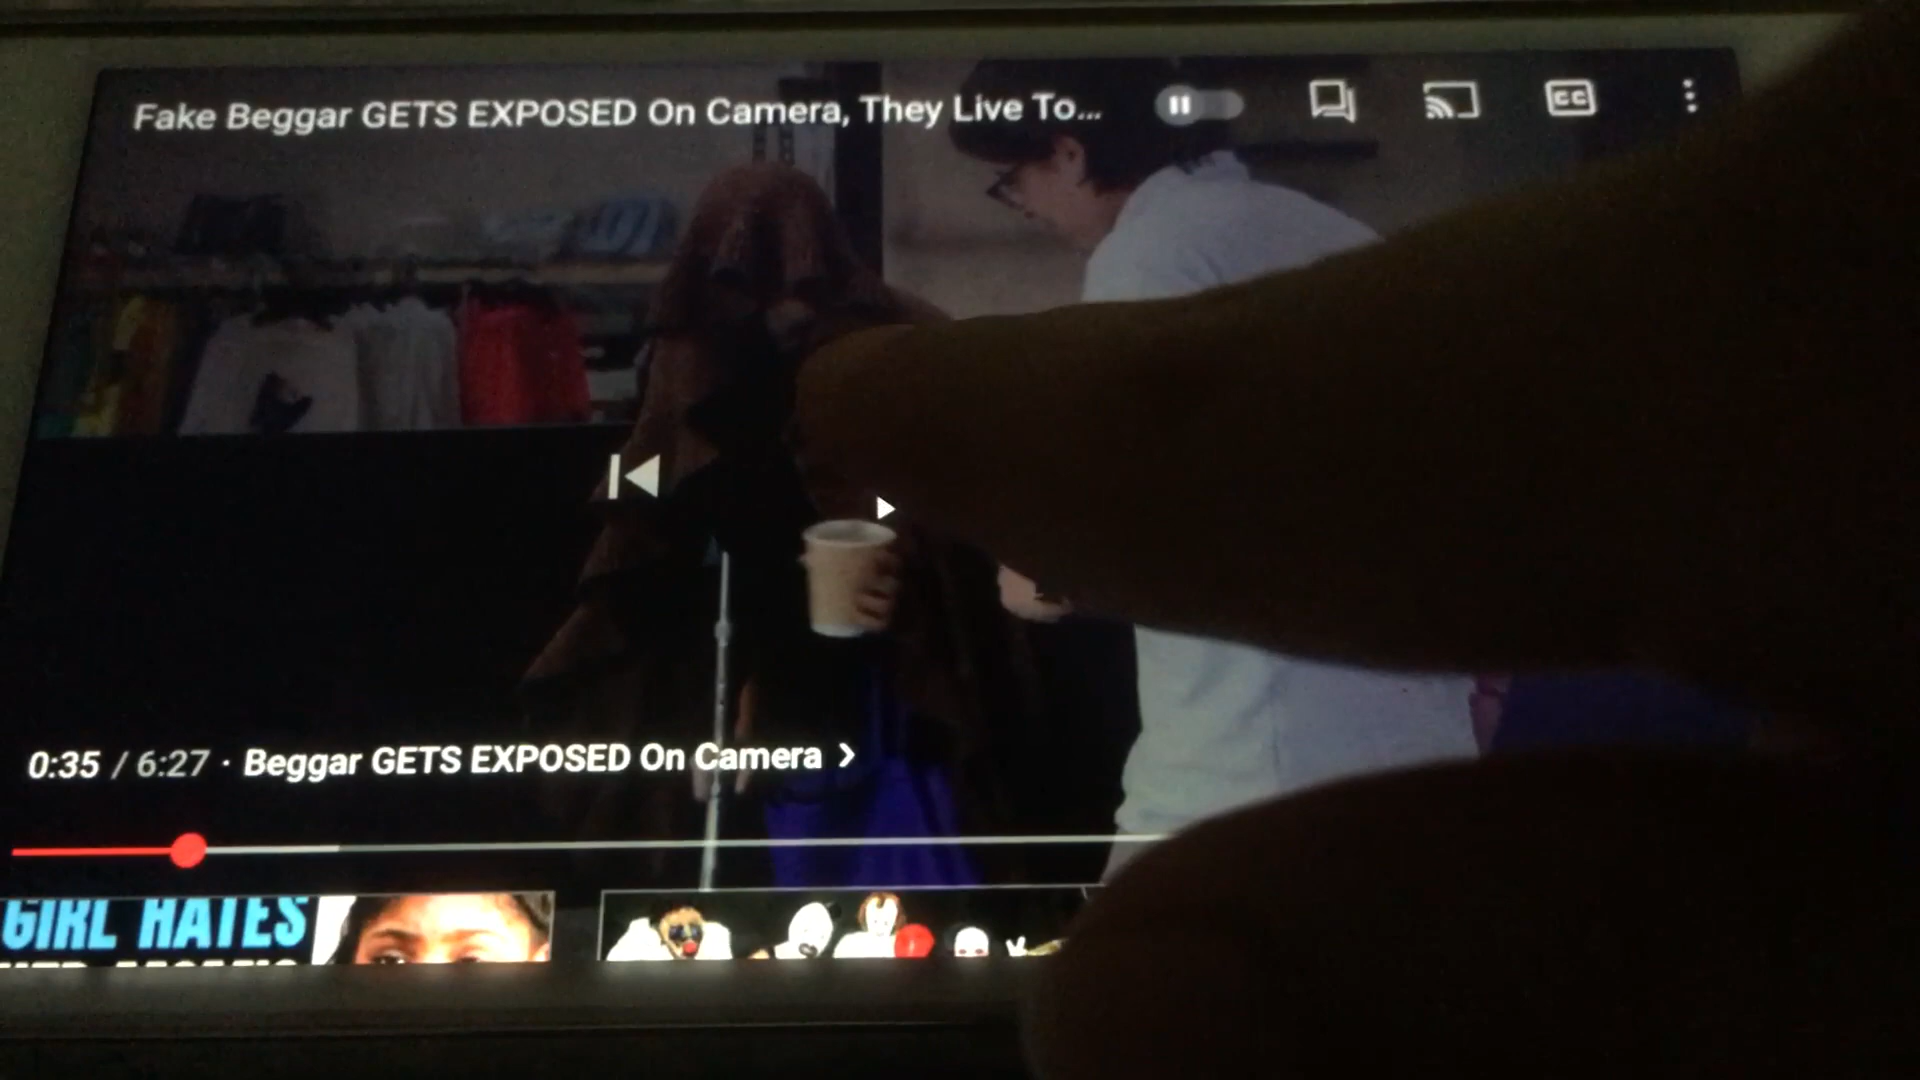 Fake Beggar GETS EXPOSED On Camera, They Live To...
CC
0:35 / 6:27 · Beggar GETS EXPOSED On Camera >
GIRL HATES